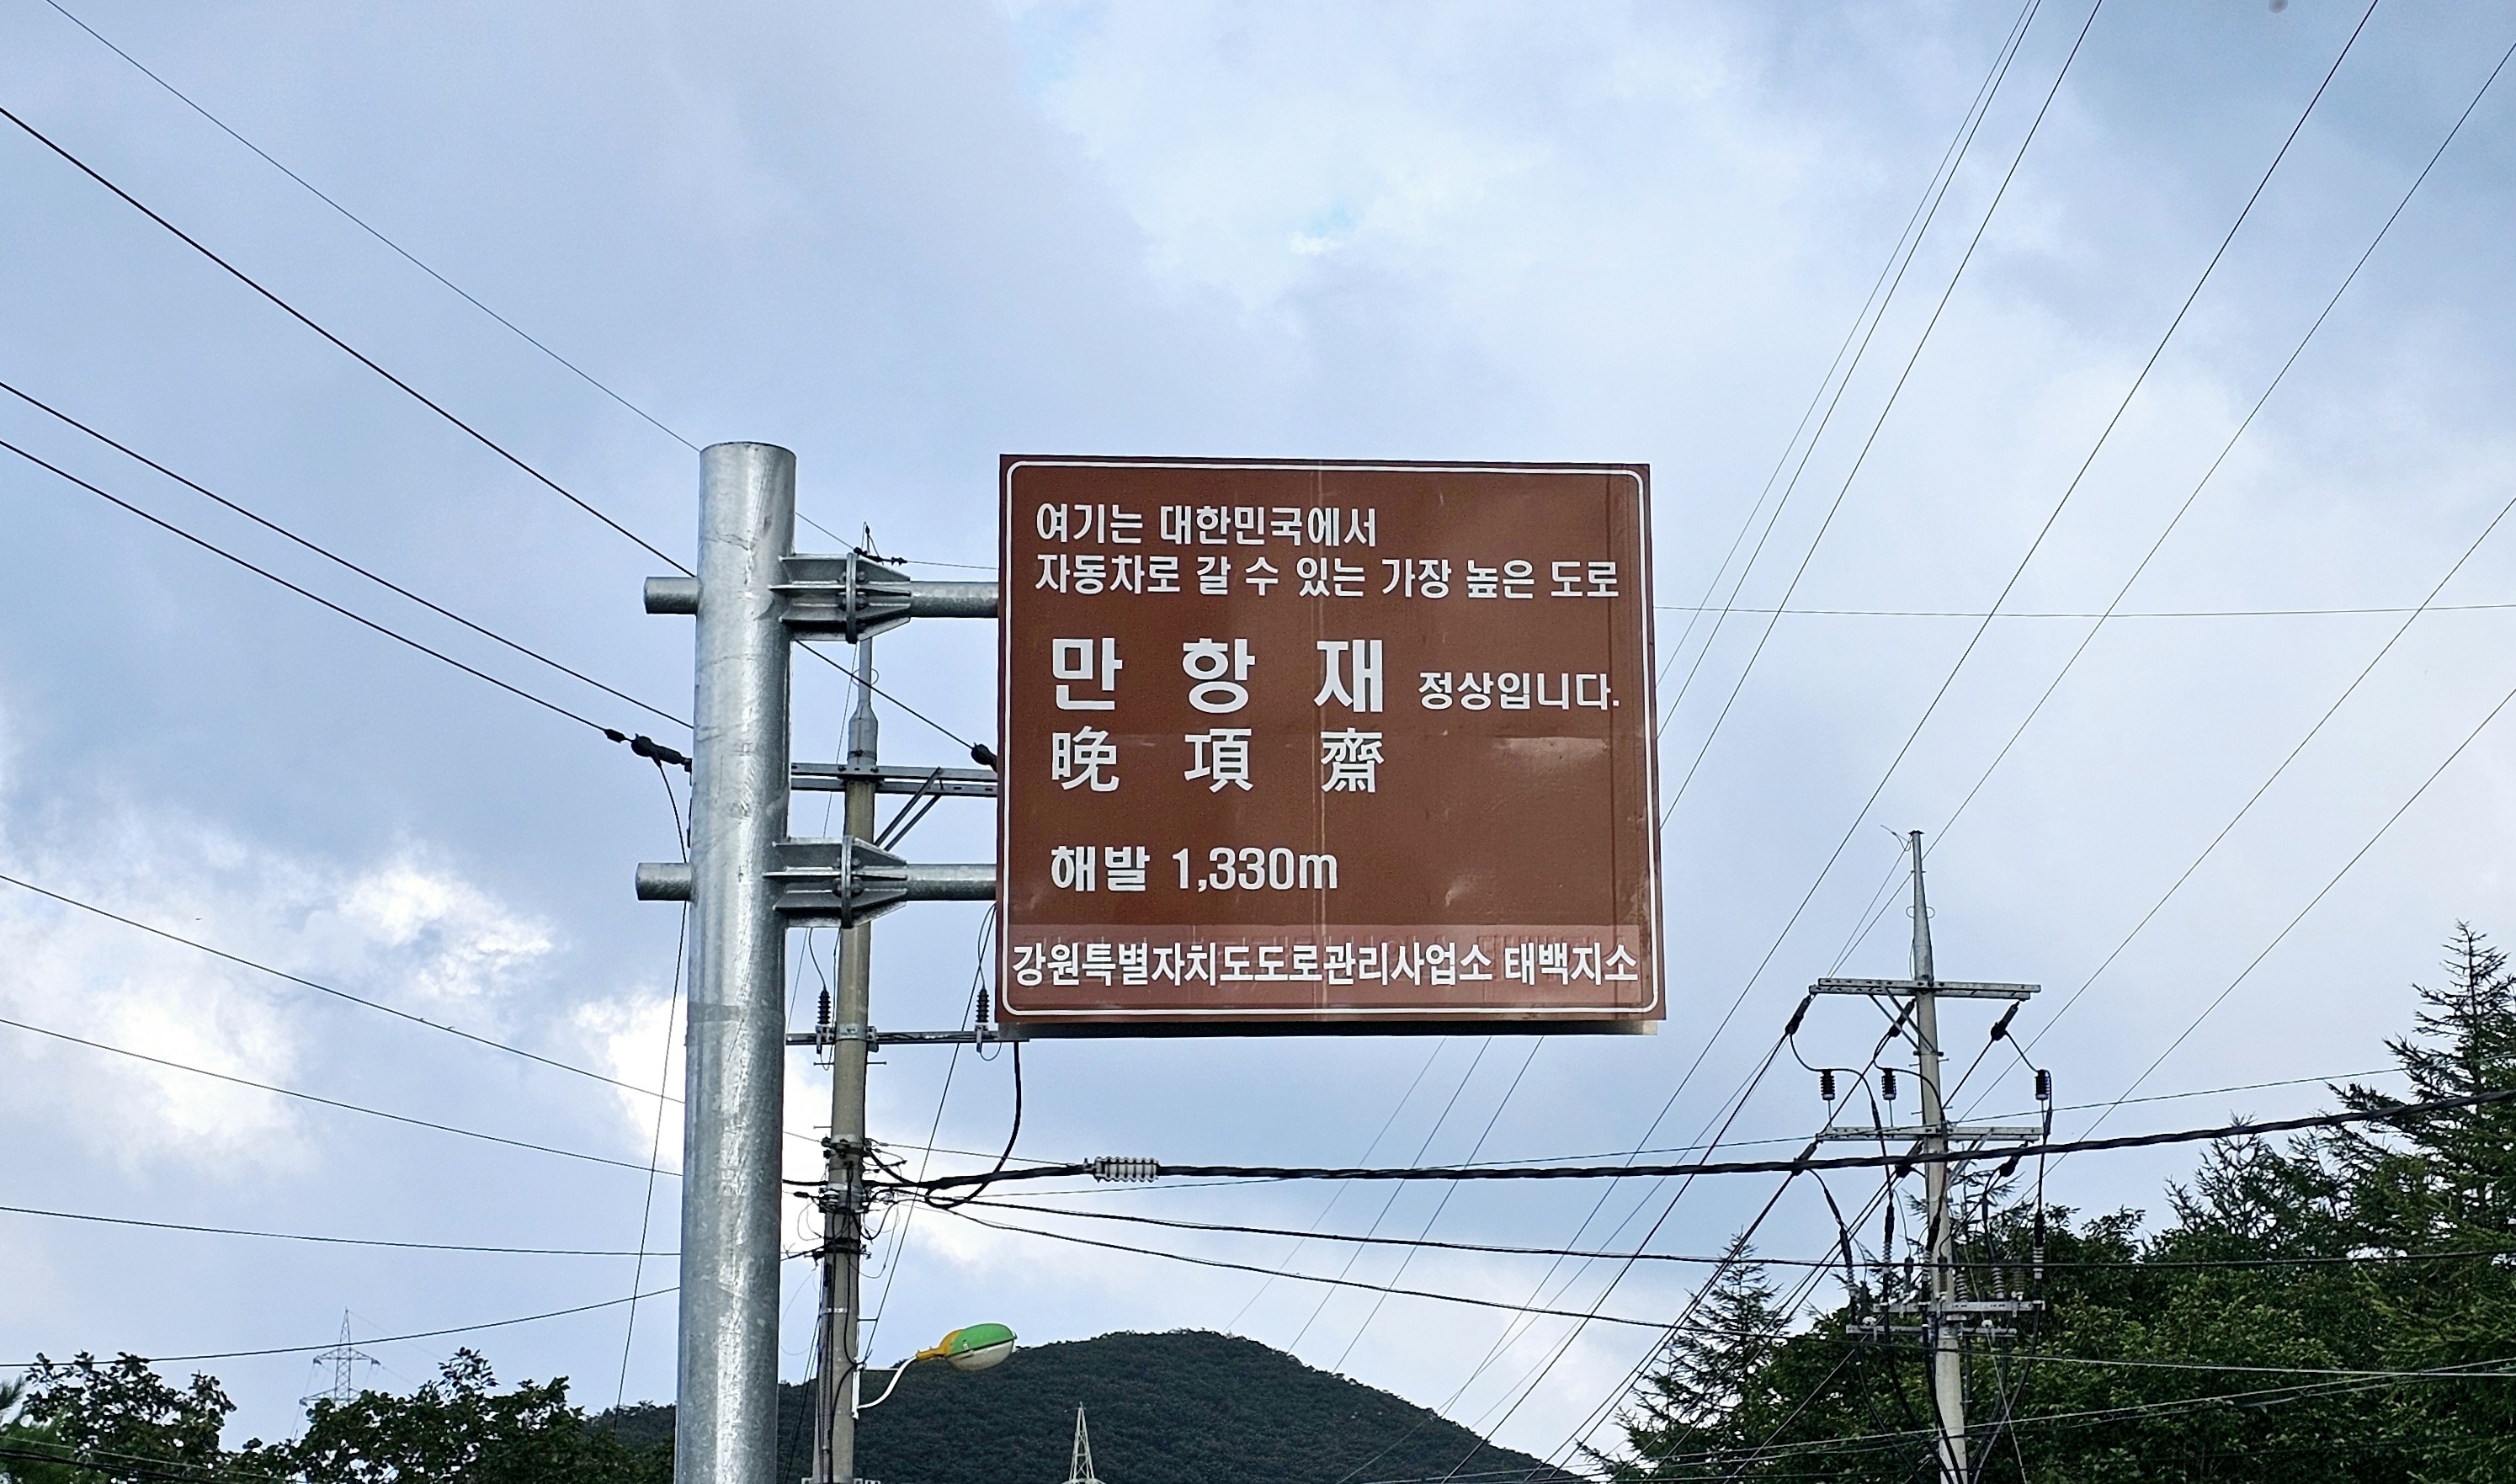 여기는 대한민국에서
자동차로 갈 수 있는 가장 높은 도로
만 항 재 정상입니다.
晩 項 齋
해발 1,330m
강원특별자치도도로관리사업소 태백지소